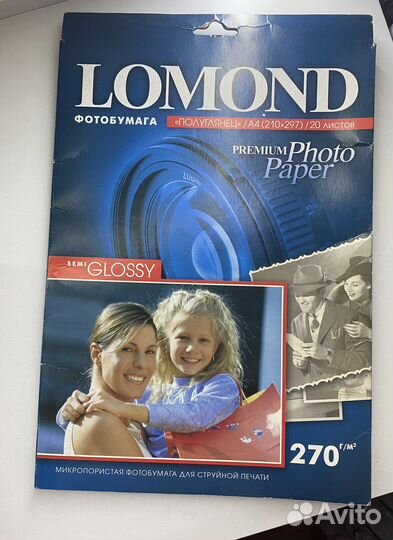 LOMOND
ФОТОБУМАГА «ПОЛУГЛЯНЕЦ» / А4 (210×297) / 20 ЛИСТОВ
PREMIUM Photo
Paper
SEMI GLOSSY
270 Г/М²
МИКРОПОРИСТАЯ ФОТОБУМАГА ДЛЯ СТРУЙНОЙ ПЕЧАТИ
Avito